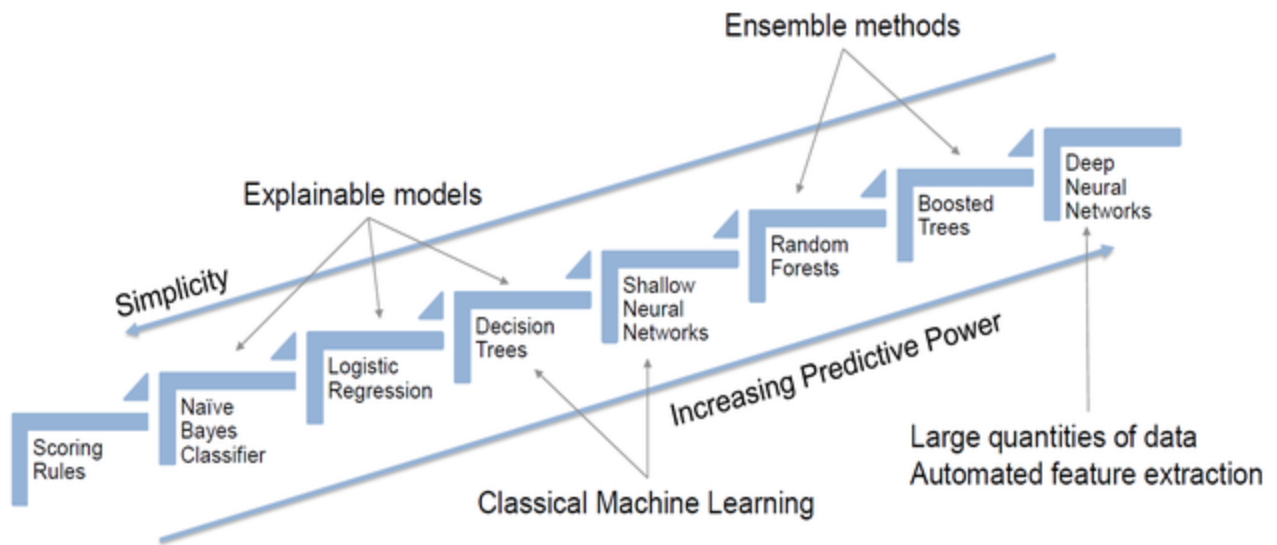 Ensemble methods
Explainable models
Simplicity
Deep
Neural
Networks
Boosted
Trees
Random
Forests
Shallow
Neural
Networks
Decision
Trees
Logistic
Regression
Naïve
Bayes
Classifier
Scoring
Rules
Increasing Predictive Power
Large quantities of data
Automated feature extraction
Classical Machine Learning